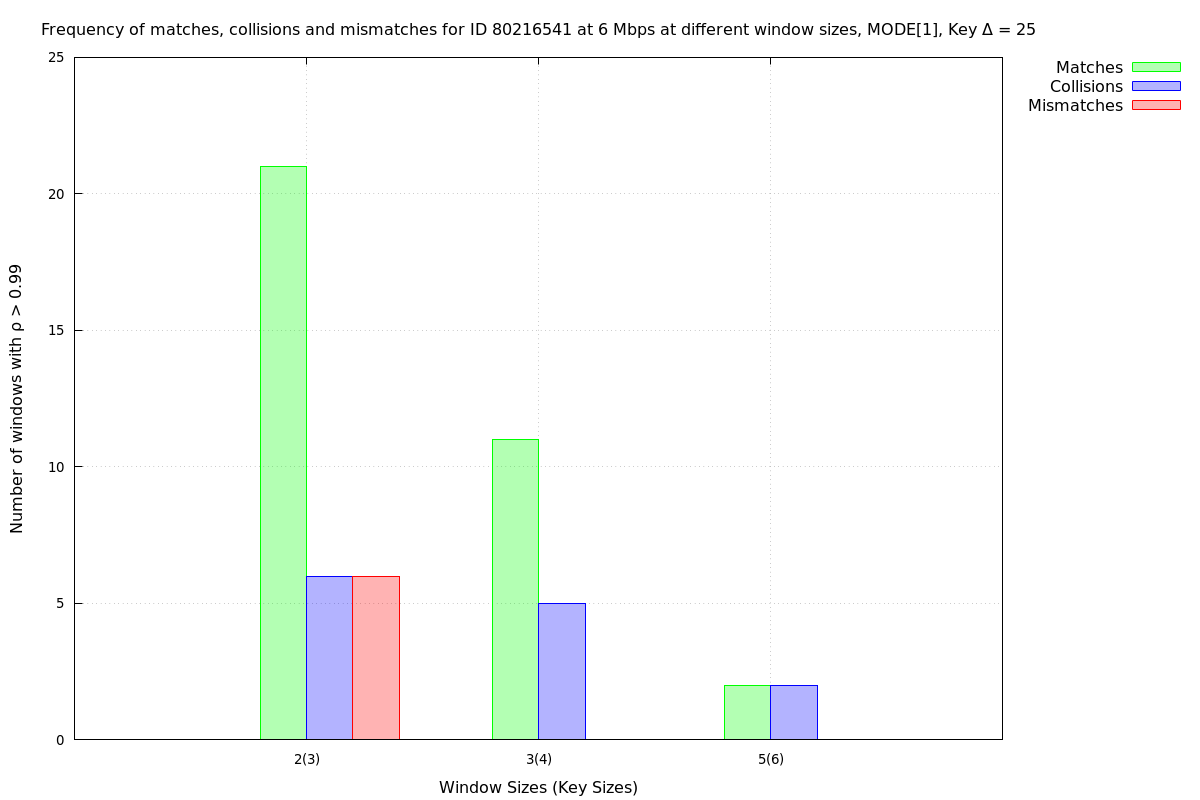 Frequency of matches, collisions and mismatches for ID 80216541 at 6 Mbps at different window sizes, MODE[1], Key Δ = 25
Matches
Collisions
Mismatches
Number of windows with ρ > 0.99
25
20
15
10
5
0
2(3)
3(4)
5(6)
Window Sizes (Key Sizes)